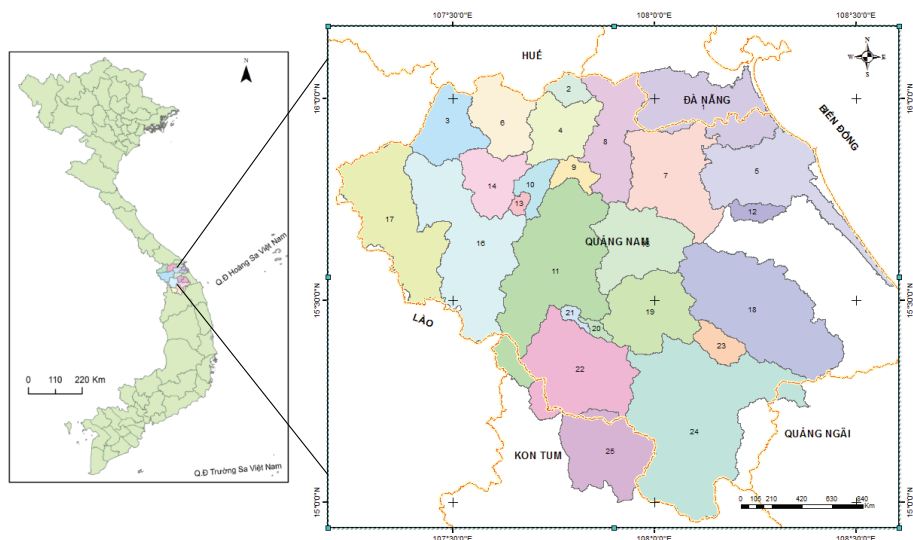 N
Q.Đ Hoàng Sa Việt Nam
0 110 220 Km
Q.Đ Trường Sa Việt Nam
107°30'0"E 108°0'0"E 108°30'0"E
HUẾ
N
W E
S
16°0'0"N 16°0'0"N
2
ĐÀ NẴNG
1
BIỂN ĐÔNG
3
6
4
8
9
7
5
14
10
13
12
17
16
QUẢNG NAM
11
15°30'0"N 15°30'0"N
LÀO
21
20
19
18
23
22
24
QUẢNG NGÃI
KON TUM
25
15°0'0"N 15°0'0"N
0 105 210 420 630 840
Km
107°30'0"E 108°0'0"E 108°30'0"E